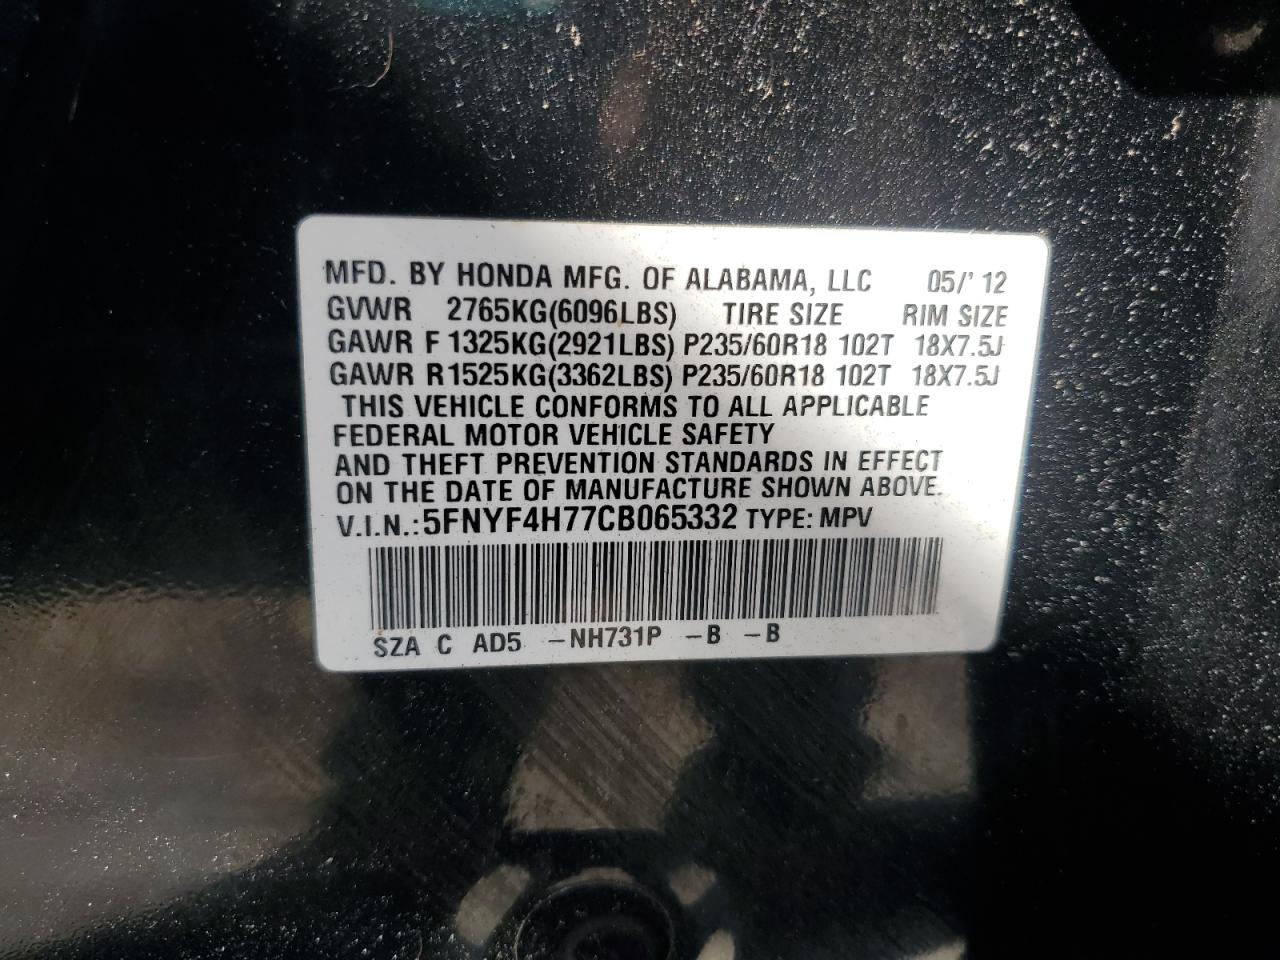 MFD. BY HONDA MFG. OF ALABAMA, LLC 05/' 12
GVWR 2765KG(6096LBS) TIRE SIZE RIM SIZE
GAWR F 1325KG(2921LBS) P235/60R18 102T 18X7.5J
GAWR R1525KG(3362LBS) P235/60R18 102T 18X7.5J
THIS VEHICLE CONFORMS TO ALL APPLICABLE
FEDERAL MOTOR VEHICLE SAFETY
AND THEFT PREVENTION STANDARDS IN EFFECT
ON THE DATE OF MANUFACTURE SHOWN ABOVE.
V.I.N.:5FNYF4H77CB065332 TYPE: MPV
SZA C AD5 -NH731P -B -B